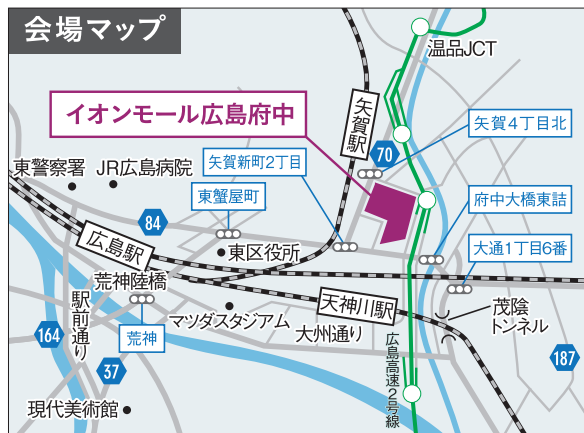 会場マップ
温品JCT
イオンモール広島府中
矢賀駅
矢賀4丁目北
70
東警察署
JR広島病院
矢賀新町2丁目
東蟹屋町
府中大橋東詰
84
広島駅
東区役所
大通1丁目6番
荒神陸橋
天神川駅
茂陰
トンネル
駅前通り
マツダスタジアム
大州通り
164
荒神
広島高速2号線
187
37
現代美術館